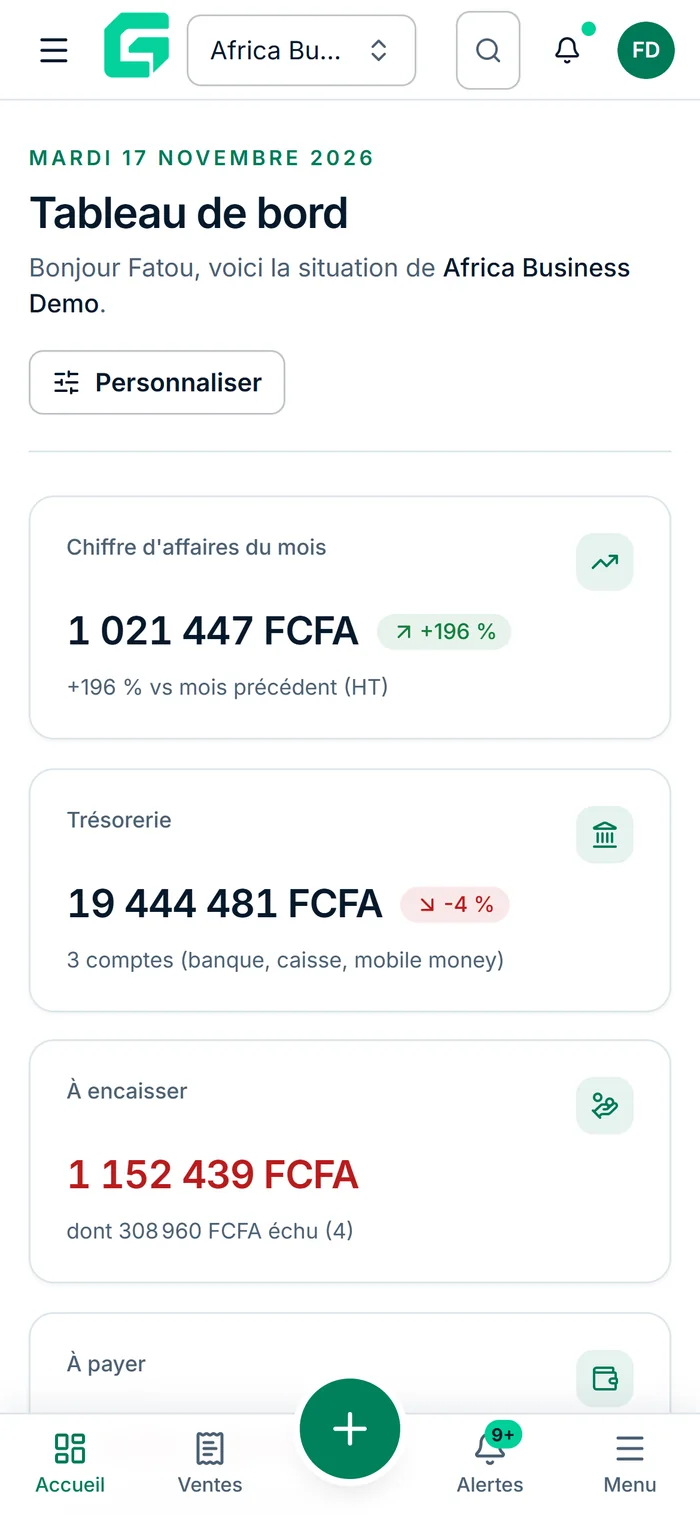 Africa Bu...
FD
MARDI 17 NOVEMBRE 2026
Tableau de bord
Bonjour Fatou, voici la situation de Africa Business
Demo.
Personnaliser
Chiffre d'affaires du mois
1 021 447 FCFA
+196 %
+196 % vs mois précédent (HT)
Trésorerie
19 444 481 FCFA
-4 %
3 comptes (banque, caisse, mobile money)
À encaisser
1 152 439 FCFA
dont 308 960 FCFA échu (4)
À payer
9+
Accueil
Ventes
Alertes
Menu